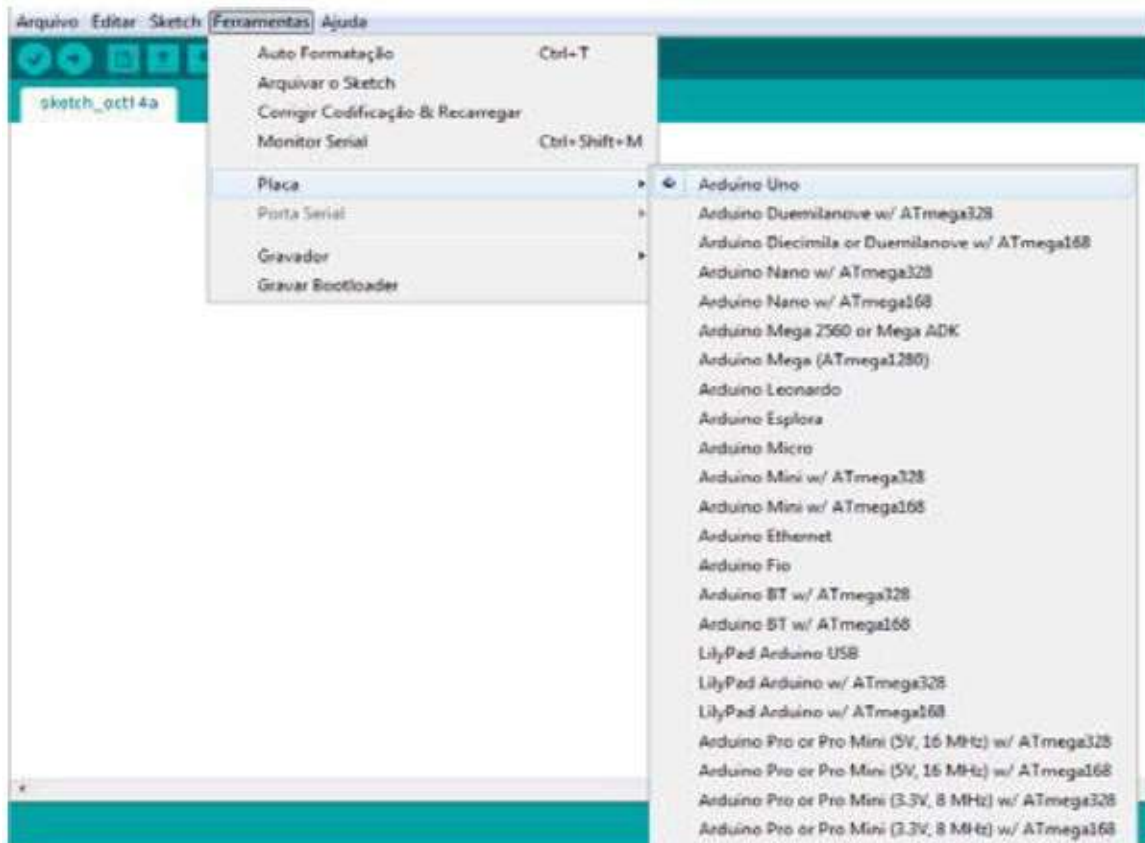 Arquivo Editar Sketch Ferramentas Ajuda
sketch_oct14a
Auto Formatação Ctrl+T
Arquivar o Sketch
Corrigir Codificação & Recarregar
Monitor Serial Ctrl+Shift+M
Placa
Porta Serial
Gravador
Gravar Bootloader
Arduino Uno
Arduino Duemilanove w/ ATmega328
Arduino Diecimila or Duemilanove w/ ATmega168
Arduino Nano w/ ATmega328
Arduino Nano w/ ATmega168
Arduino Mega 2560 or Mega ADK
Arduino Mega (ATmega1280)
Arduino Leonardo
Arduino Esplora
Arduino Micro
Arduino Mini w/ ATmega328
Arduino Mini w/ ATmega168
Arduino Ethernet
Arduino Fio
Arduino BT w/ ATmega328
Arduino BT w/ ATmega168
LilyPad Arduino USB
LilyPad Arduino w/ ATmega328
LilyPad Arduino w/ ATmega168
Arduino Pro or Pro Mini (5V, 16 MHz) w/ ATmega328
Arduino Pro or Pro Mini (5V, 16 MHz) w/ ATmega168
Arduino Pro or Pro Mini (3.3V, 8 MHz) w/ ATmega328
Arduino Pro or Pro Mini (3.3V, 8 MHz) w/ ATmega168